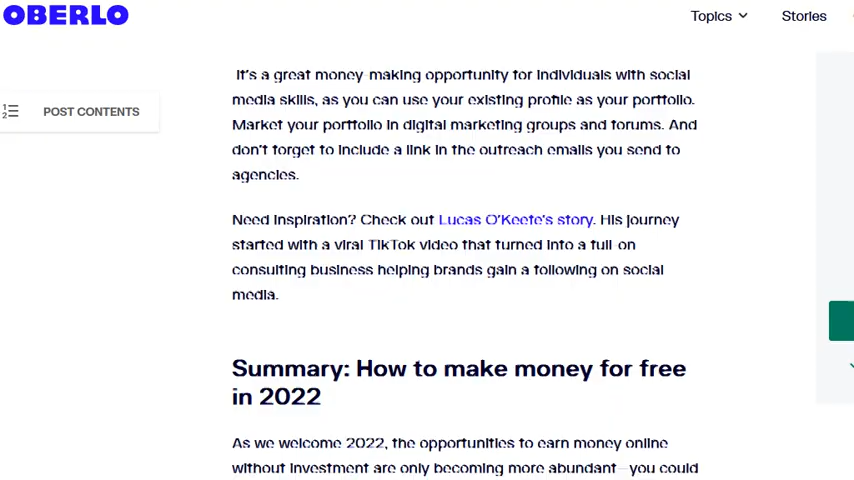 OBERLO
Topics
Stories
POST CONTENTS
It's a great money-making opportunity for individuals with social
media skills, as you can use your existing profile as your portfolio.
Market your portfolio in digital marketing groups and forums. And
don't forget to include a link in the outreach emails you send to
agencies.
Need inspiration? Check out Lucas O'Keefe's story. His journey
started with a viral TikTok video that turned into a full-on
consulting business helping brands gain a following on social
media.
Summary: How to make money for free
in 2022
As we welcome 2022, the opportunities to earn money online
without investment are only becoming more abundant—you could